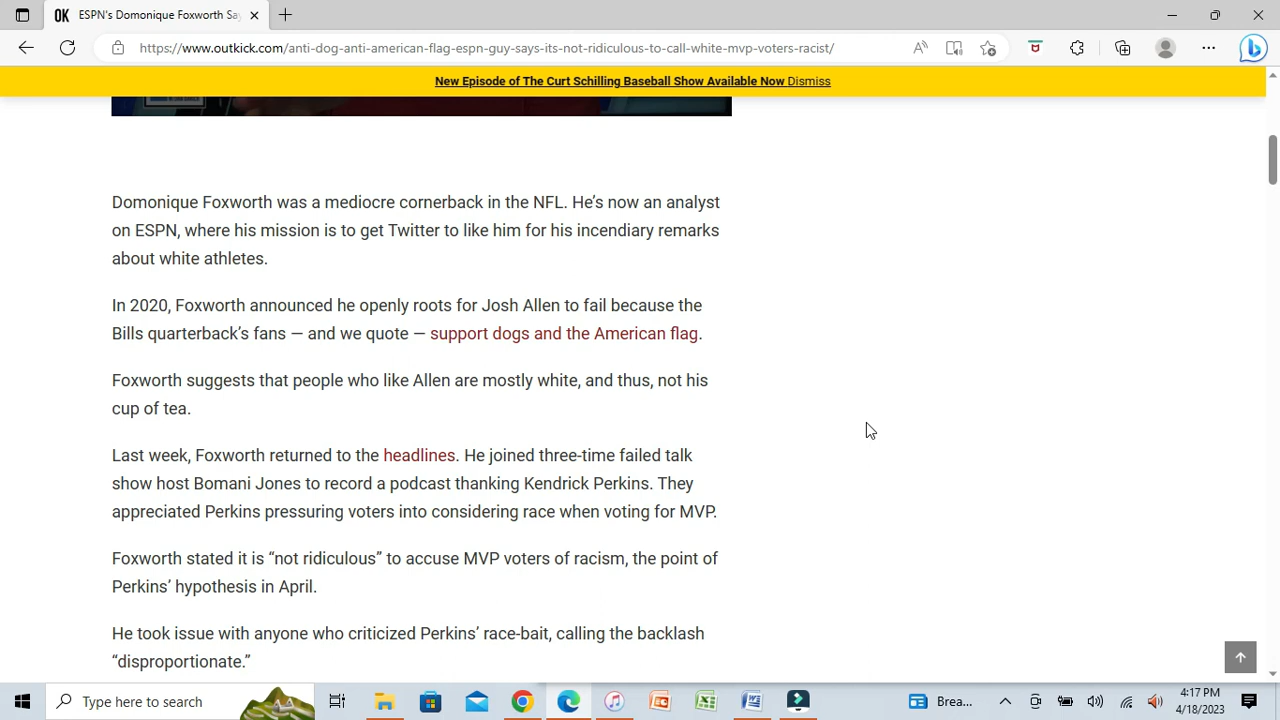 ESPN's Domonique Foxworth Say
https://www.outkick.com/anti-dog-anti-american-flag-espn-guy-says-its-not-ridiculous-to-call-white-mvp-voters-racist/
New Episode of The Curt Schilling Baseball Show Available Now Dismiss
Domonique Foxworth was a mediocre cornerback in the NFL. He’s now an analyst
on ESPN, where his mission is to get Twitter to like him for his incendiary remarks
about white athletes.
In 2020, Foxworth announced he openly roots for Josh Allen to fail because the
Bills quarterback’s fans — and we quote — support dogs and the American flag.
Foxworth suggests that people who like Allen are mostly white, and thus, not his
cup of tea.
Last week, Foxworth returned to the headlines. He joined three-time failed talk
show host Bomani Jones to record a podcast thanking Kendrick Perkins. They
appreciated Perkins pressuring voters into considering race when voting for MVP.
Foxworth stated it is “not ridiculous” to accuse MVP voters of racism, the point of
Perkins’ hypothesis in April.
He took issue with anyone who criticized Perkins’ race-bait, calling the backlash
“disproportionate.”
Type here to search
Brea...
4:17 PM
4/18/2023